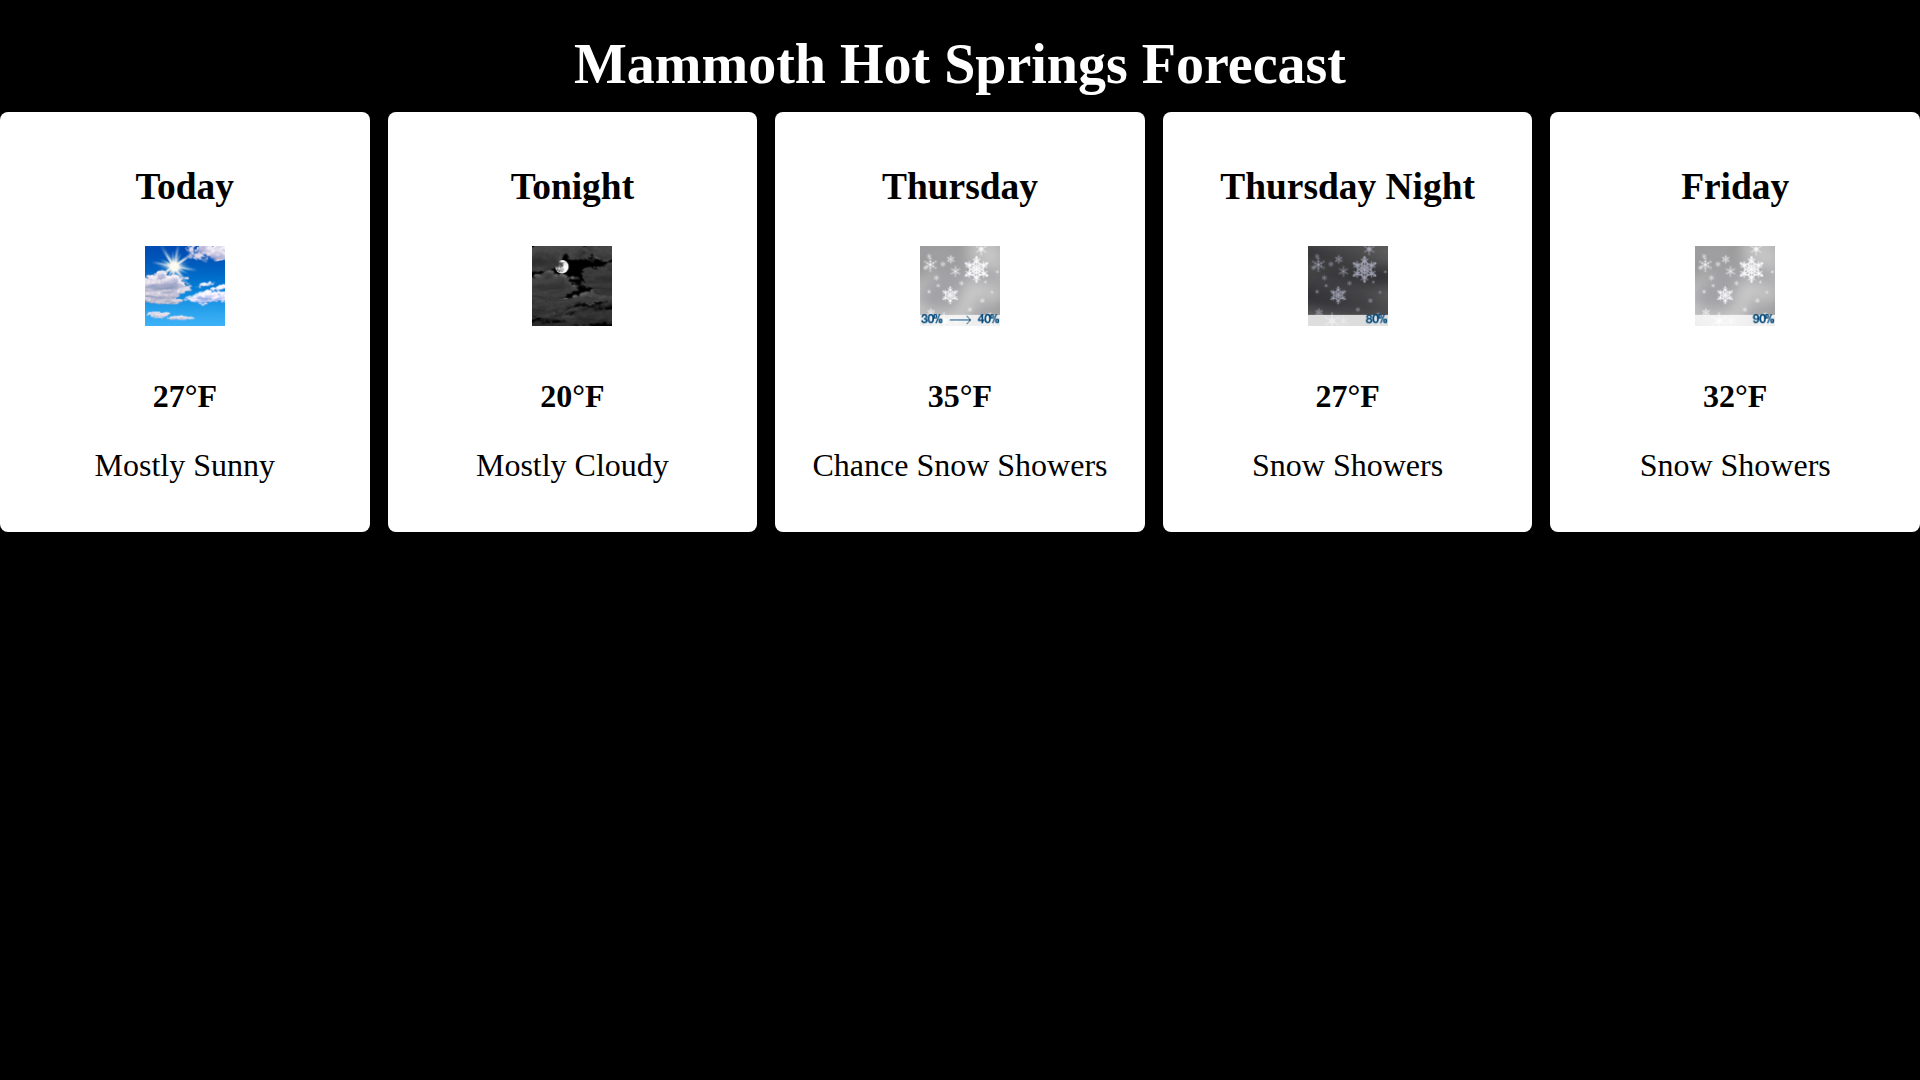 Mammoth Hot Springs Forecast
Today
27°F
Mostly Sunny
Tonight
20°F
Mostly Cloudy
Thursday
30% → 40%
35°F
Chance Snow Showers
Thursday Night
80%
27°F
Snow Showers
Friday
90%
32°F
Snow Showers